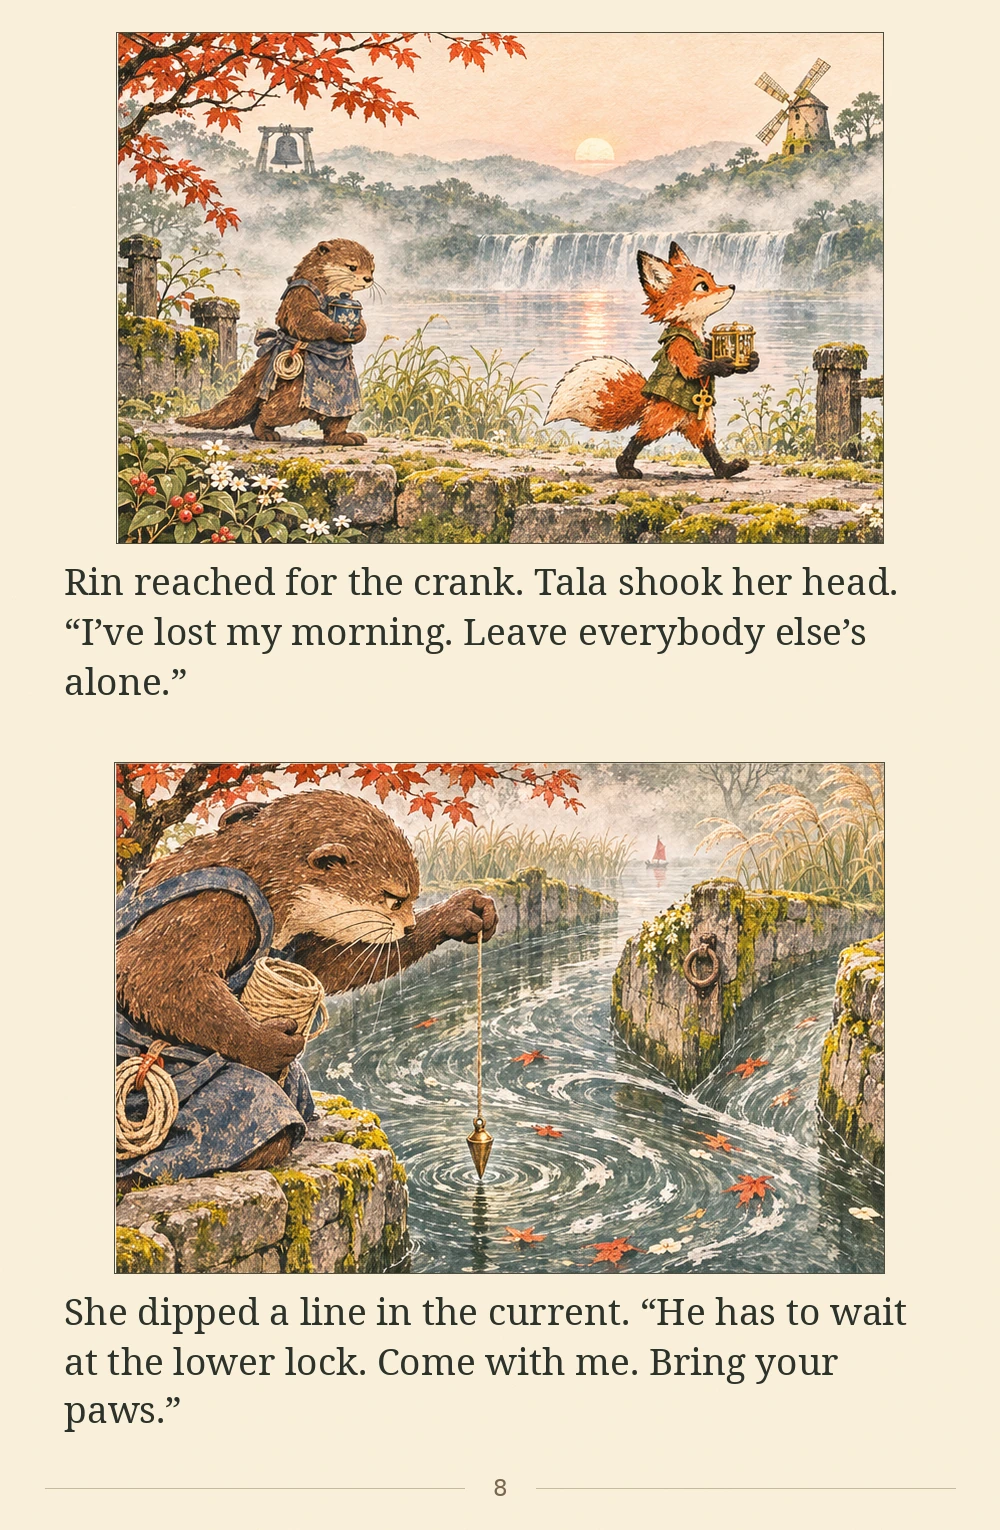 Rin reached for the crank. Tala shook her head.
“I’ve lost my morning. Leave everybody else’s
alone.”
She dipped a line in the current. “He has to wait
at the lower lock. Come with me. Bring your
paws.”
8